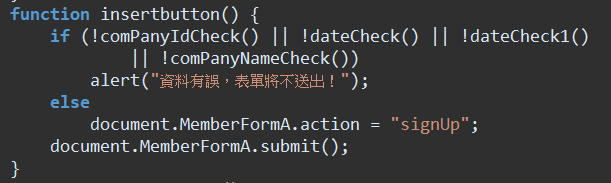 function insertbutton() {
if (!comPanyIdCheck() || !dateCheck() || !dateCheck1()
|| !comPanyNameCheck())
alert("資料有誤，表單將不送出！");
else
document.MemberFormA.action = "signUp";
document.MemberFormA.submit();
}